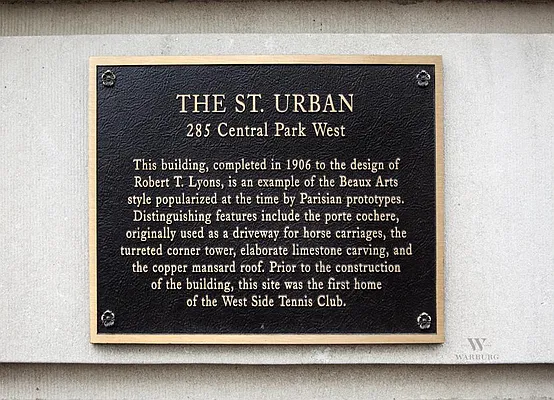 THE ST. URBAN
285 Central Park West
This building, completed in 1906 to the design of
Robert T. Lyons, is an example of the Beaux Arts
style popularized at the time by Parisian prototypes.
Distinguishing features include the porte cochere,
originally used as a driveway for horse carriages, the
turreted corner tower, elaborate limestone carving, and
the copper mansard roof. Prior to the construction
of the building, this site was the first home
of the West Side Tennis Club.
W
WARBURG